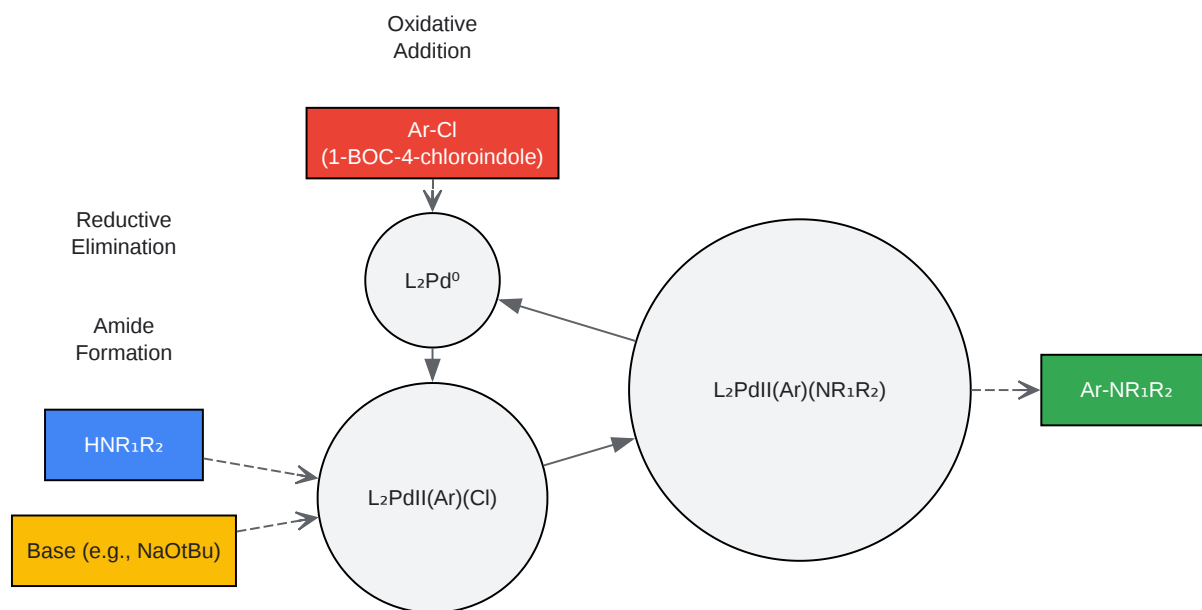 Oxidative
Addition
Ar-Cl
(1-BOC-4-chloroindole)
Reductive
Elimination
L₂Pd⁰
Amide
Formation
L₂PdII(Ar)(NR₁R₂)
Ar-NR₁R₂
HNR₁R₂
L₂PdII(Ar)(Cl)
Base (e.g., NaOtBu)